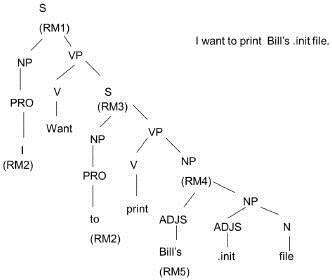 S
(RM1)
I want to print Bill's .init file.
NP VP
PRO V S
(RM3)
Want NP VP
I
(RM2) PRO V NP
(RM4)
to print ADJS NP
(RM2) Bill's ADJS N
(RM5) .init file